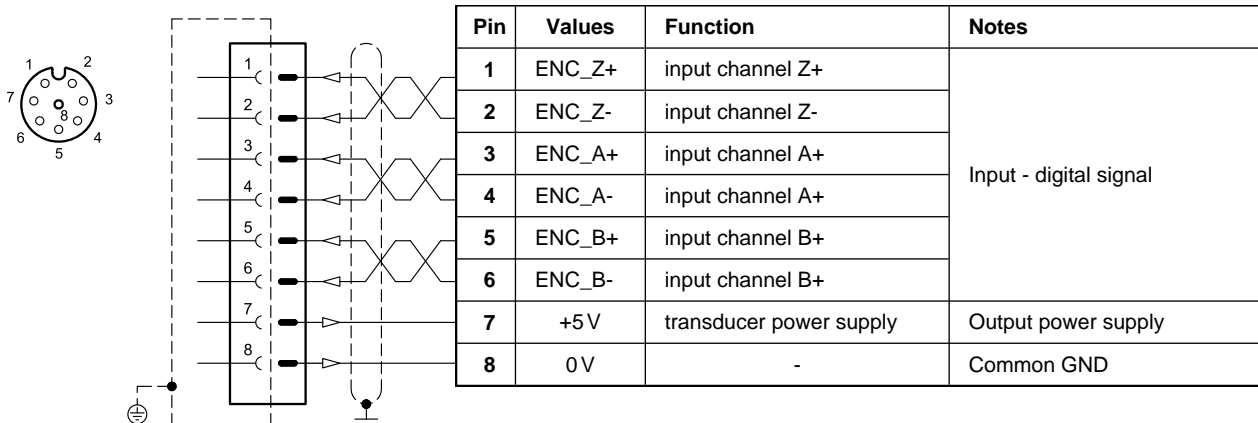 1 2
7 3
8
6 4
5
1
2
3
4
5
6
7
8
Pin Values Function Notes
1 ENC_Z+ input channel Z+
2 ENC_Z- input channel Z-
3 ENC_A+ input channel A+
Input - digital signal
4 ENC_A- input channel A+
5 ENC_B+ input channel B+
6 ENC_B- input channel B+
7 +5 V transducer power supply Output power supply
8 0 V - Common GND